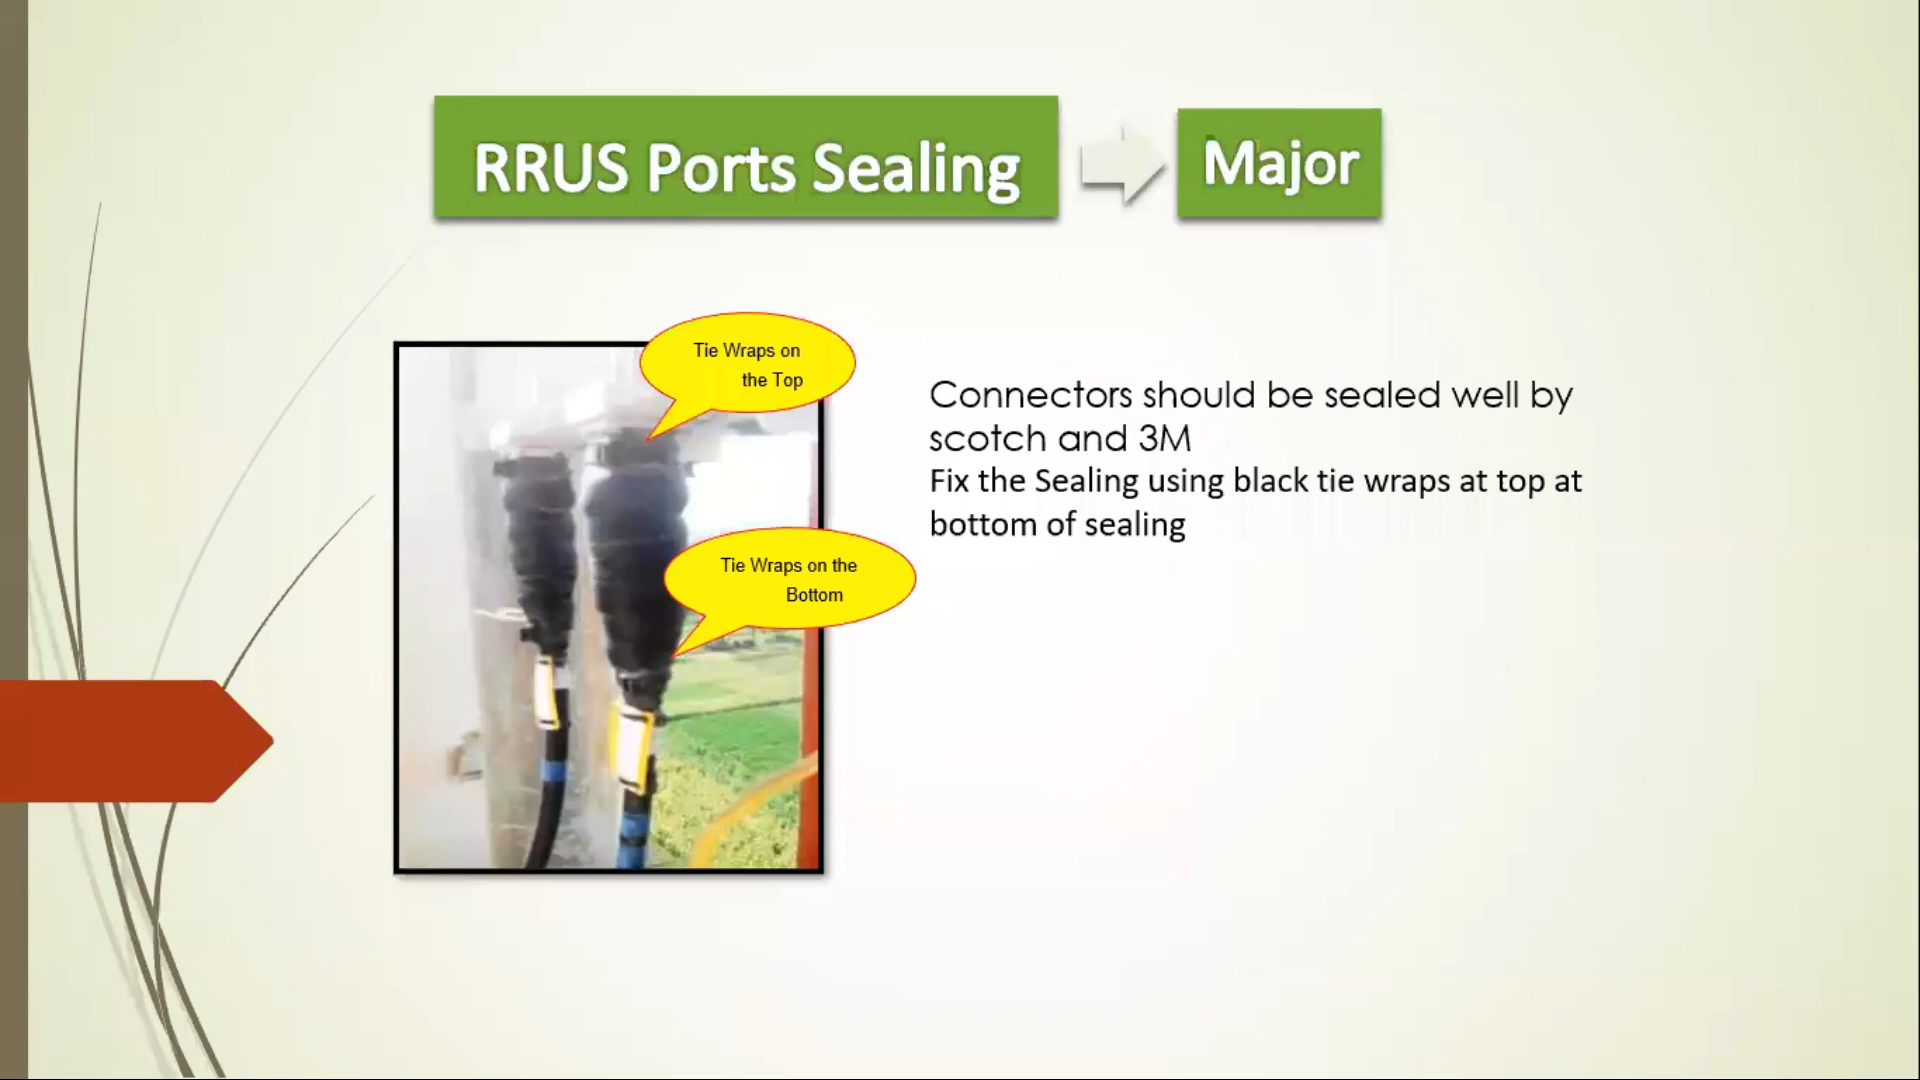 RRUS Ports Sealing
Major
Tie Wraps on
the Top
Tie Wraps on the
Bottom
Connectors should be sealed well by
scotch and 3M
Fix the Sealing using black tie wraps at top at
bottom of sealing